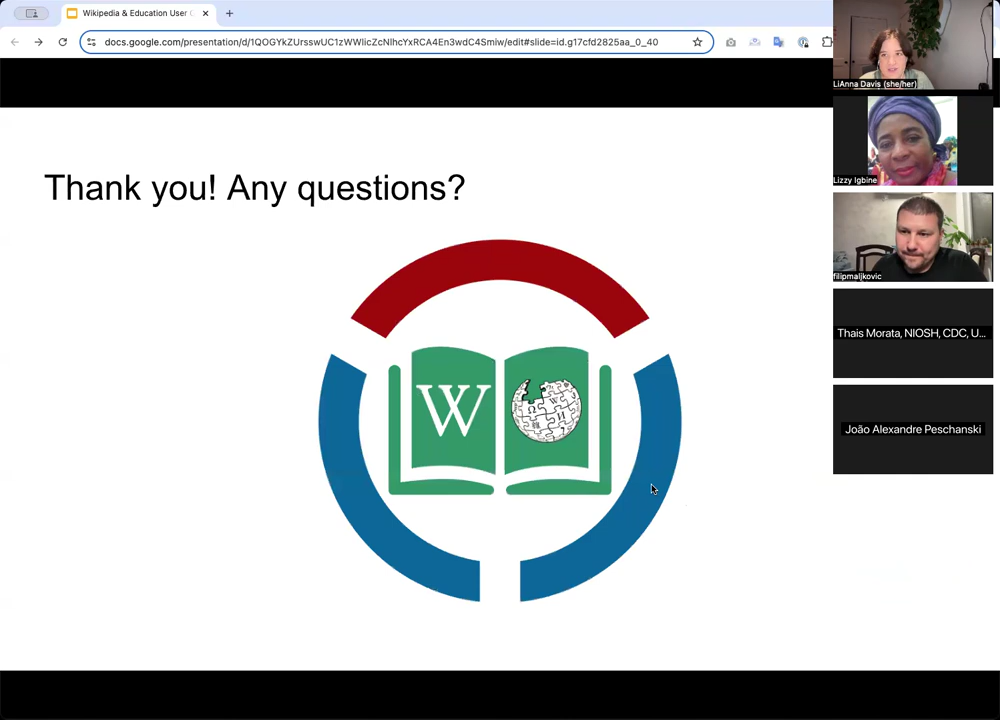 Wikipedia & Education User G
docs.google.com/presentation/d/1QOGYkZUrsswUC1zWWlicZcNlhcYxRCA4En3wdC4Smiw/edit#slide=id.g17cfd2825aa_0_40
Thank you! Any questions?
W
Ω
W
И
LiAnna Davis (she/her)
Lizzy Igbine
filipmaljkovic
Thais Morata, NIOSH, CDC, U...
João Alexandre Peschanski